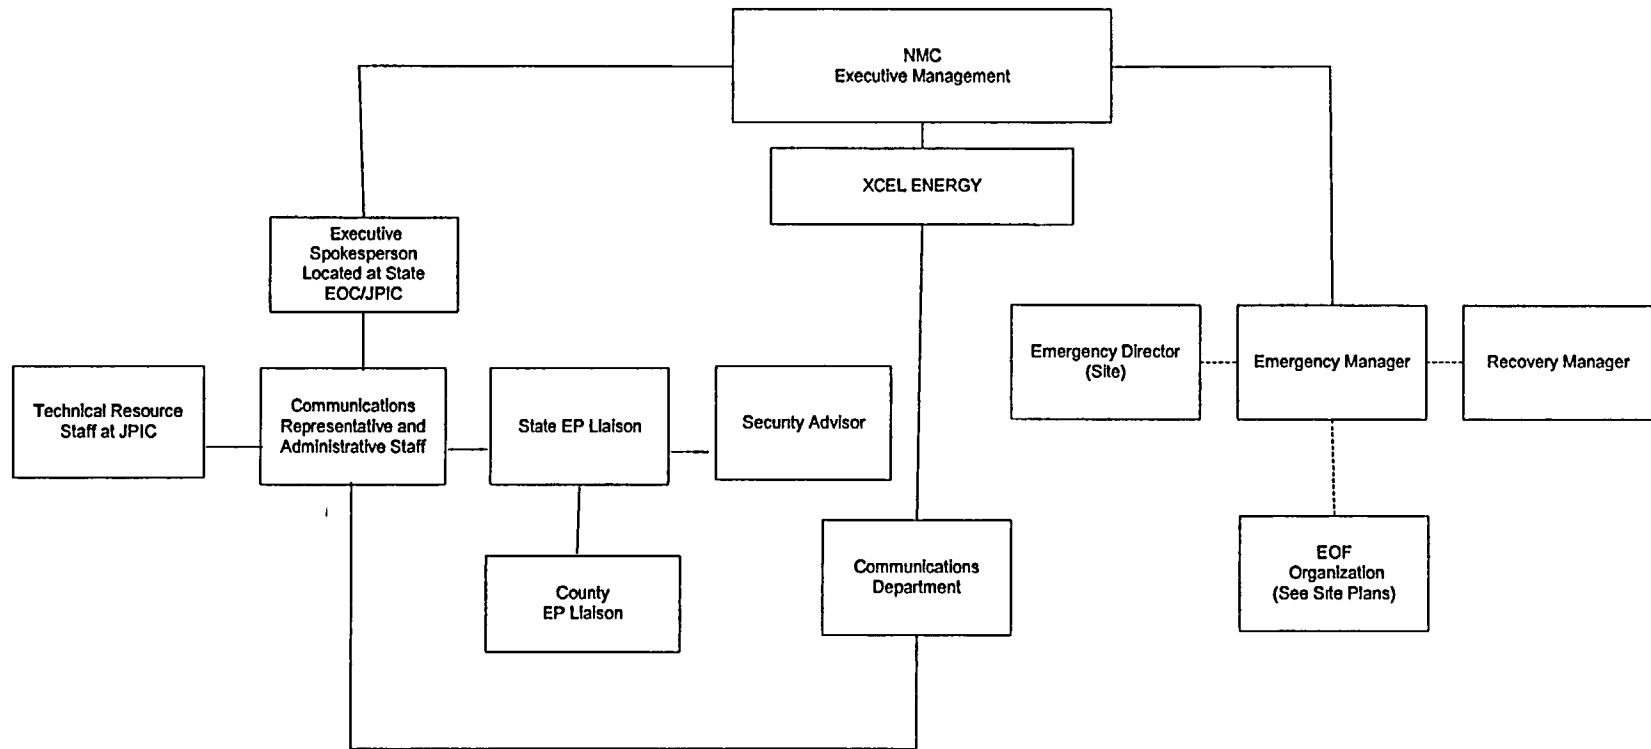 NMC
Executive Management
XCEL ENERGY
Executive
Spokesperson
Located at State
EOC/JPIC
Emergency Director
(Site)
Emergency Manager
Recovery Manager
Technical Resource
Staff at JPIC
Communications
Representative and
Administrative Staff
State EP Liaison
Security Advisor
Communications
Department
EOF
Organization
(See Site Plans)
County
EP Liaison